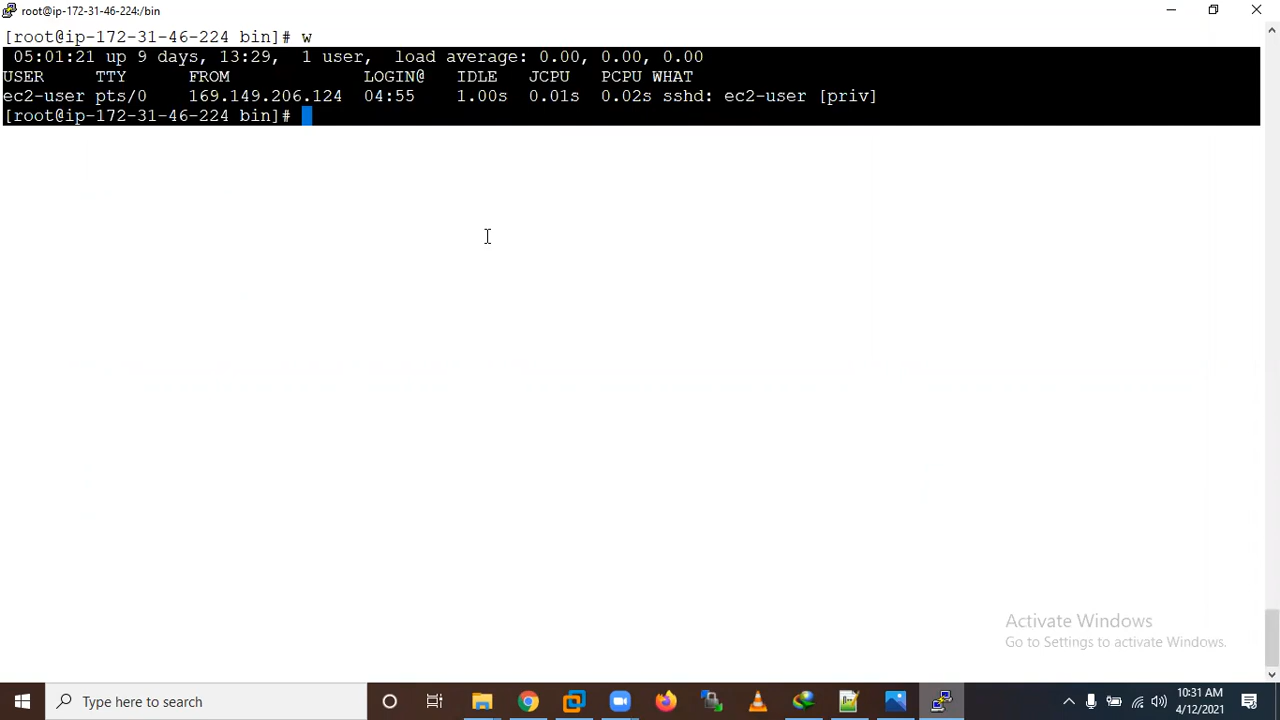 root@ip-172-31-46-224:/bin
[root@ip-172-31-46-224 bin]# w
05:01:21 up 9 days, 13:29,  1 user,  load average: 0.00, 0.00, 0.00
USER     TTY      FROM             LOGIN@   IDLE   JCPU   PCPU WHAT
ec2-user pts/0    169.149.206.124  04:55    1.00s  0.01s  0.02s sshd: ec2-user [priv]
[root@ip-172-31-46-224 bin]#
Activate Windows
Go to Settings to activate Windows.
Type here to search
10:31 AM
4/12/2021